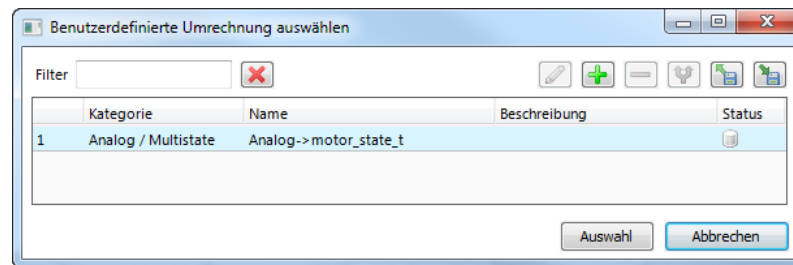 Benutzerdefinierte Umrechnung auswählen
Filter
Kategorie Name Beschreibung Status
1 Analog / Multistate Analog->motor_state_t
Auswahl Abbrechen